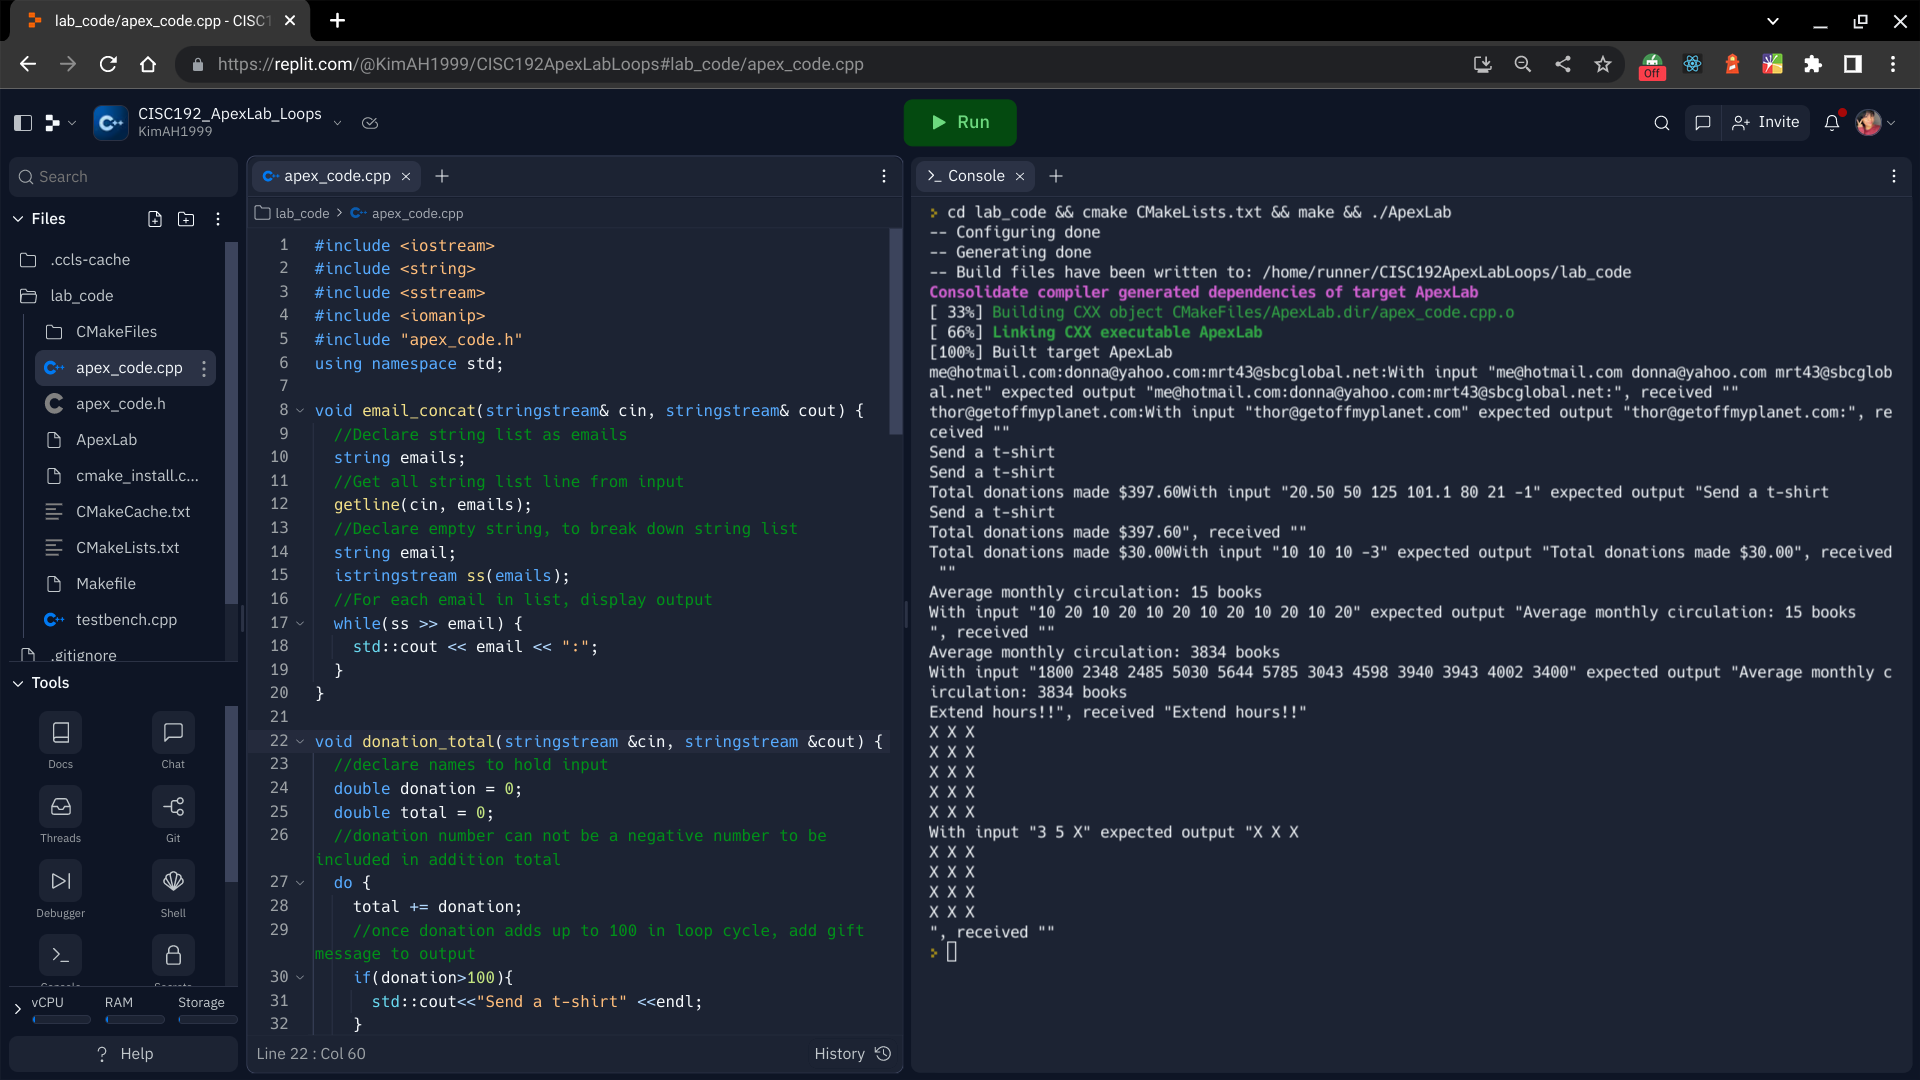 lab_code/apex_code.cpp - CISC1
https://replit.com/@KimAH1999/CISC192ApexLabLoops#lab_code/apex_code.cpp
Off
C++
CISC192_ApexLab_Loops
KimAH1999
Run
Invite
Search
Files
.ccls-cache
lab_code
CMakeFiles
apex_code.cpp
apex_code.h
ApexLab
cmake_install.c...
CMakeCache.txt
CMakeLists.txt
Makefile
testbench.cpp
.gitignore
Tools
Docs
Chat
Threads
Git
Debugger
Shell
vCPU
RAM
Storage
? Help
apex_code.cpp
lab_code > apex_code.cpp
1 #include <iostream>
2 #include <string>
3 #include <sstream>
4 #include <iomanip>
5 #include "apex_code.h"
6 using namespace std;
7
8 void email_concat(stringstream& cin, stringstream& cout) {
9 //Declare string list as emails
10 string emails;
11 //Get all string list line from input
12 getline(cin, emails);
13 //Declare empty string, to break down string list
14 string email;
15 istringstream ss(emails);
16 //For each email in list, display output
17 while(ss >> email) {
18 std::cout << email << ":";
19 }
20 }
21
22 void donation_total(stringstream &cin, stringstream &cout) {
23 //declare names to hold input
24 double donation = 0;
25 double total = 0;
26 //donation number can not be a negative number to be
included in addition total
27 do {
28 total += donation;
29 //once donation adds up to 100 in loop cycle, add gift
message to output
30 if(donation>100){
31 std::cout<<"Send a t-shirt" <<endl;
32 }
Line 22 : Col 60
History
>_ Console
> cd lab_code && cmake CMakeLists.txt && make && ./ApexLab
-- Configuring done
-- Generating done
-- Build files have been written to: /home/runner/CISC192ApexLabLoops/lab_code
Consolidate compiler generated dependencies of target ApexLab
[ 33%] Building CXX object CMakeFiles/ApexLab.dir/apex_code.cpp.o
[ 66%] Linking CXX executable ApexLab
[100%] Built target ApexLab
me@hotmail.com:donna@yahoo.com:mrt43@sbcglobal.net:With input "me@hotmail.com donna@yahoo.com mrt43@sbcglob
al.net" expected output "me@hotmail.com:donna@yahoo.com:mrt43@sbcglobal.net:", received ""
thor@getoffmyplanet.com:With input "thor@getoffmyplanet.com" expected output "thor@getoffmyplanet.com:", re
ceived ""
Send a t-shirt
Send a t-shirt
Total donations made $397.60With input "20.50 50 125 101.1 80 21 -1" expected output "Send a t-shirt
Send a t-shirt
Total donations made $397.60", received ""
Total donations made $30.00With input "10 10 10 -3" expected output "Total donations made $30.00", received
""
Average monthly circulation: 15 books
With input "10 20 10 20 10 20 10 20 10 20 10 20" expected output "Average monthly circulation: 15 books
", received ""
Average monthly circulation: 3834 books
With input "1800 2348 2485 5030 5644 5785 3043 4598 3940 3943 4002 3400" expected output "Average monthly c
irculation: 3834 books
Extend hours!!", received "Extend hours!!"
X X X
X X X
X X X
X X X
X X X
With input "3 5 X" expected output "X X X
X X X
X X X
X X X
X X X
", received ""
>